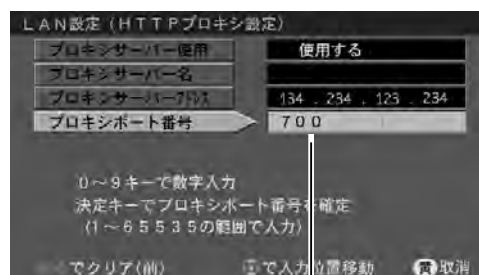 LAN設定(HTTPプロキシ設定)
プロキシサーバー使用 使用する
プロキシサーバー名
プロキシサーバーアドレス 134 . 234 . 123 . 234
プロキシポート番号 700
0~9キーで数字入力
決定キーでプロキシポート番号を確定
(1~65535の範囲で入力)
でクリア(前) で入力位置移動 取消